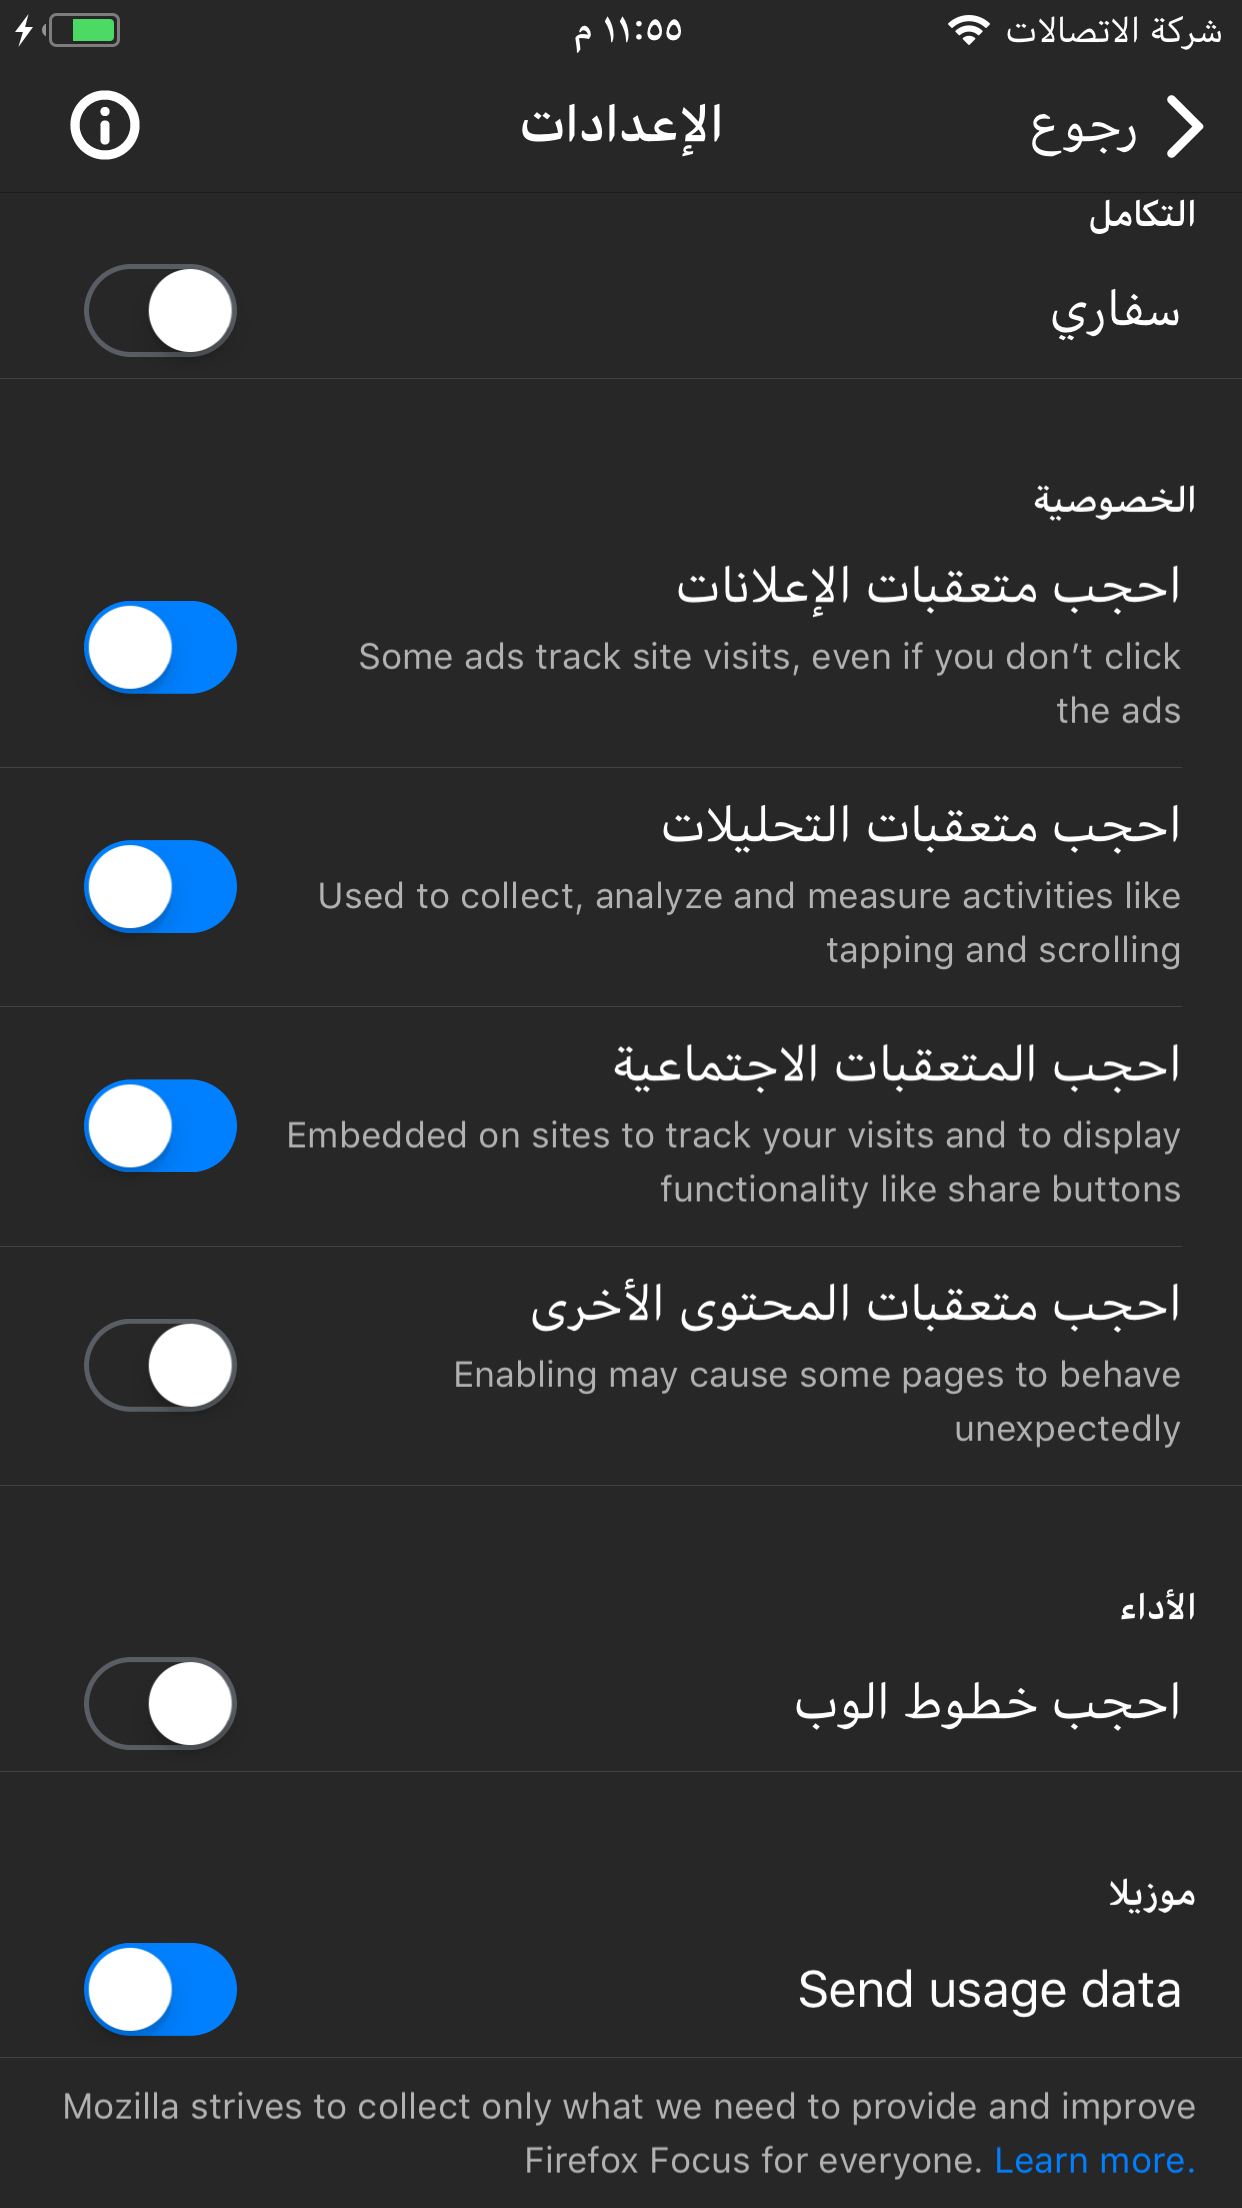 شركة الاتصالات ١١:٥٥ م
رجوع
الإعدادات
التكامل
سفاري
الخصوصية
احجب متعقبات الإعلانات
Some ads track site visits, even if you don’t click
the ads
احجب متعقبات التحليلات
Used to collect, analyze and measure activities like
tapping and scrolling
احجب المتعقبات الاجتماعية
Embedded on sites to track your visits and to display
functionality like share buttons
احجب متعقبات المحتوى الأخرى
Enabling may cause some pages to behave
unexpectedly
الأداء
احجب خطوط الوب
موزيلا
Send usage data
Mozilla strives to collect only what we need to provide and improve
Firefox Focus for everyone. Learn more.